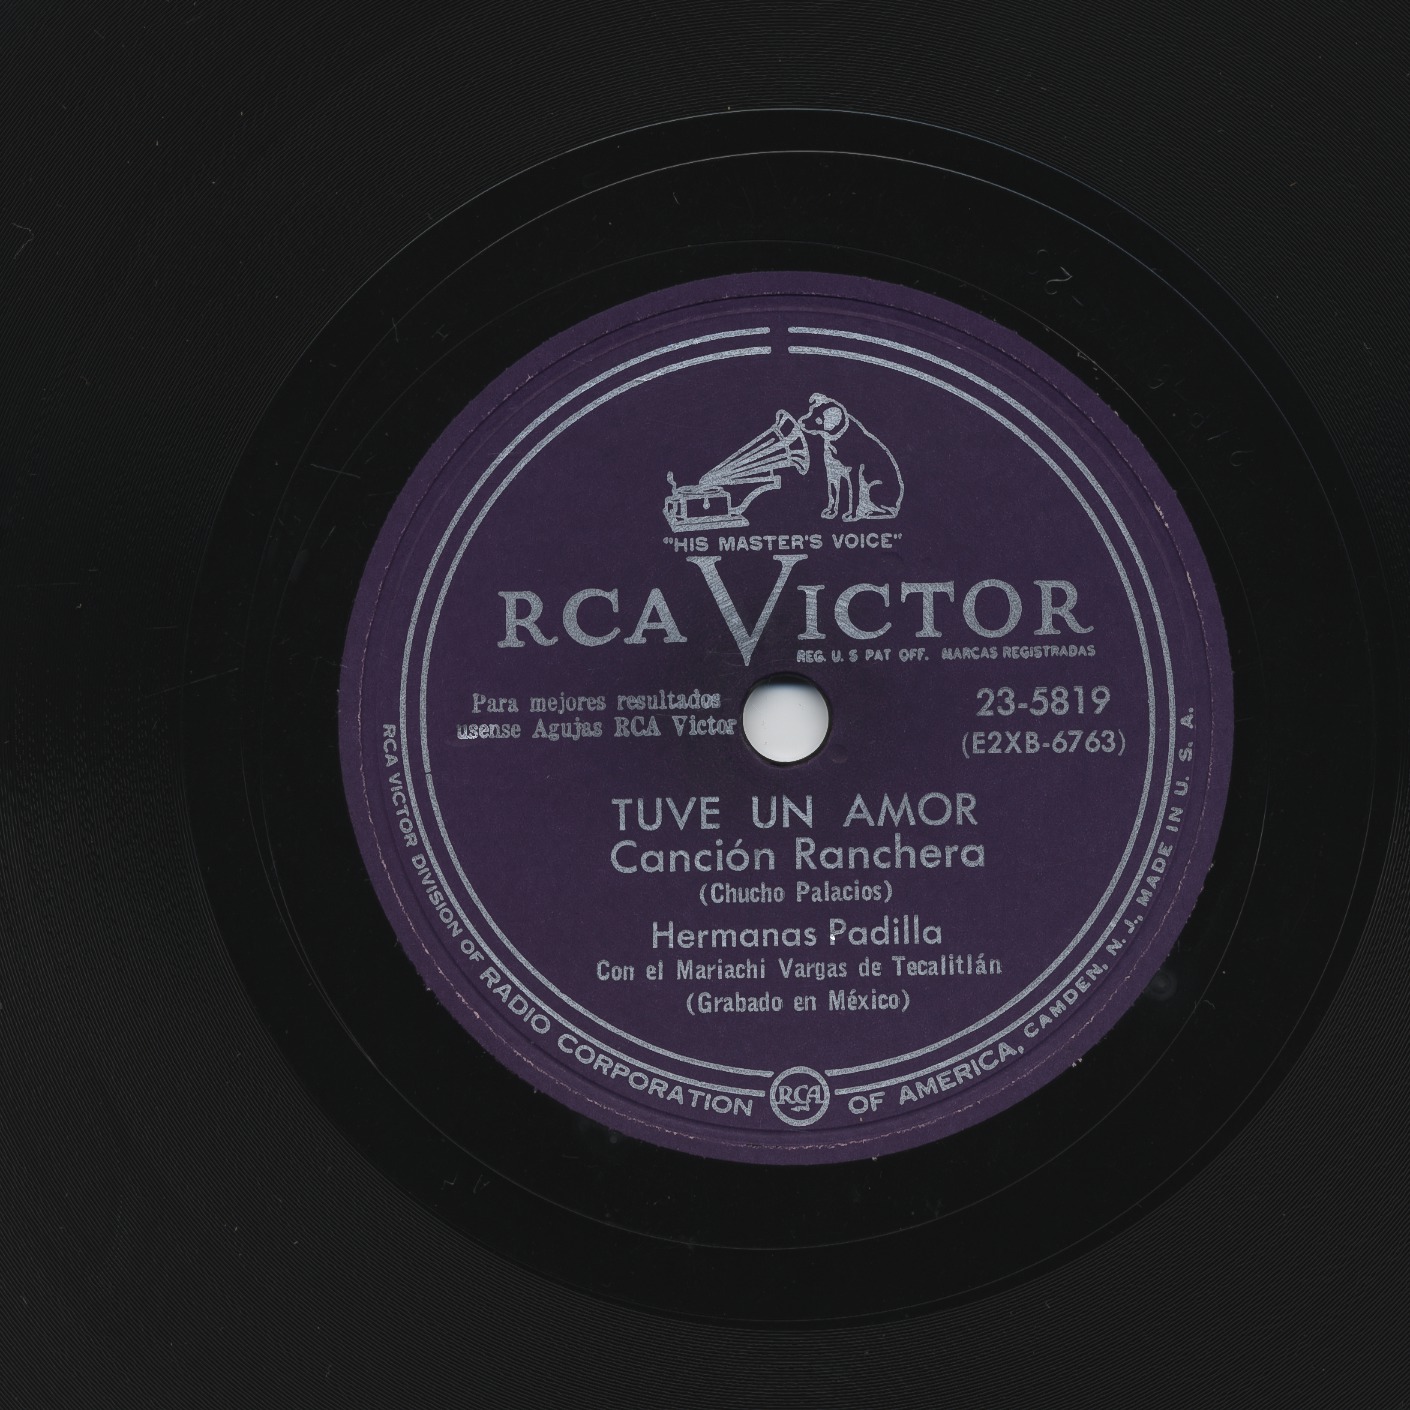 "HIS MASTER'S VOICE"
RCA VICTOR
REG. U. S PAT OFF. MARCAS REGISTRADAS
Para mejores resultados
usense Agujas RCA Victor
23-5819
(E2XB-6763)
TUVE UN AMOR
Canción Ranchera
(Chucho Palacios)
Hermanas Padilla
Con el Mariachi Vargas de Tecalitlán
(Grabado en México)
RCA
RCA VICTOR DIVISION OF RADIO CORPORATION OF AMERICA, CAMDEN, N. J., MADE IN U. S. A.